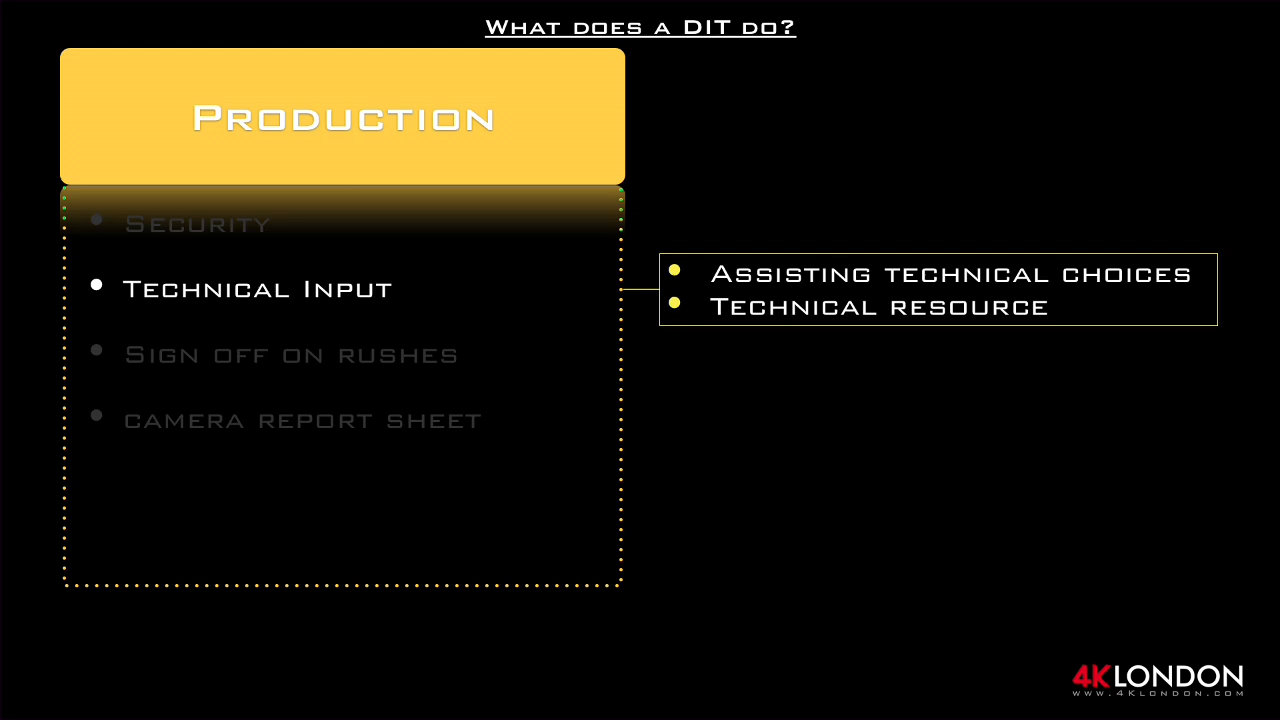 What does a DIT do?
Production
• Security
• Technical Input
• Assisting technical choices
• Technical resource
• Sign off on rushes
• camera report sheet
4KLONDON
www.4Klondon.com